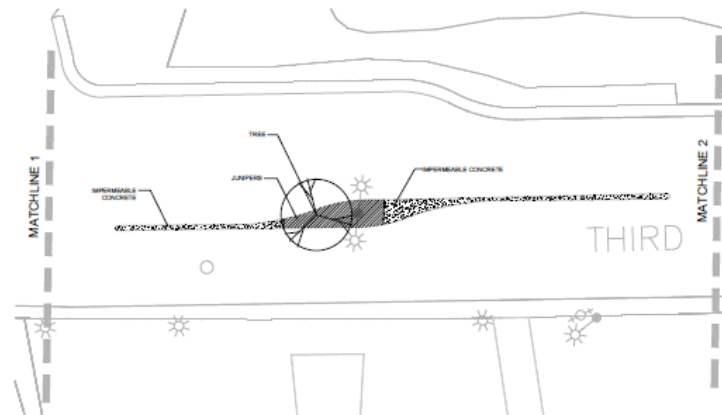 TREE
JUNIPERS
IMPERMEABLE CONCRETE
IMPERMEABLE
CONCRETE
MATCHLINE 1
MATCHLINE 2
THIRD